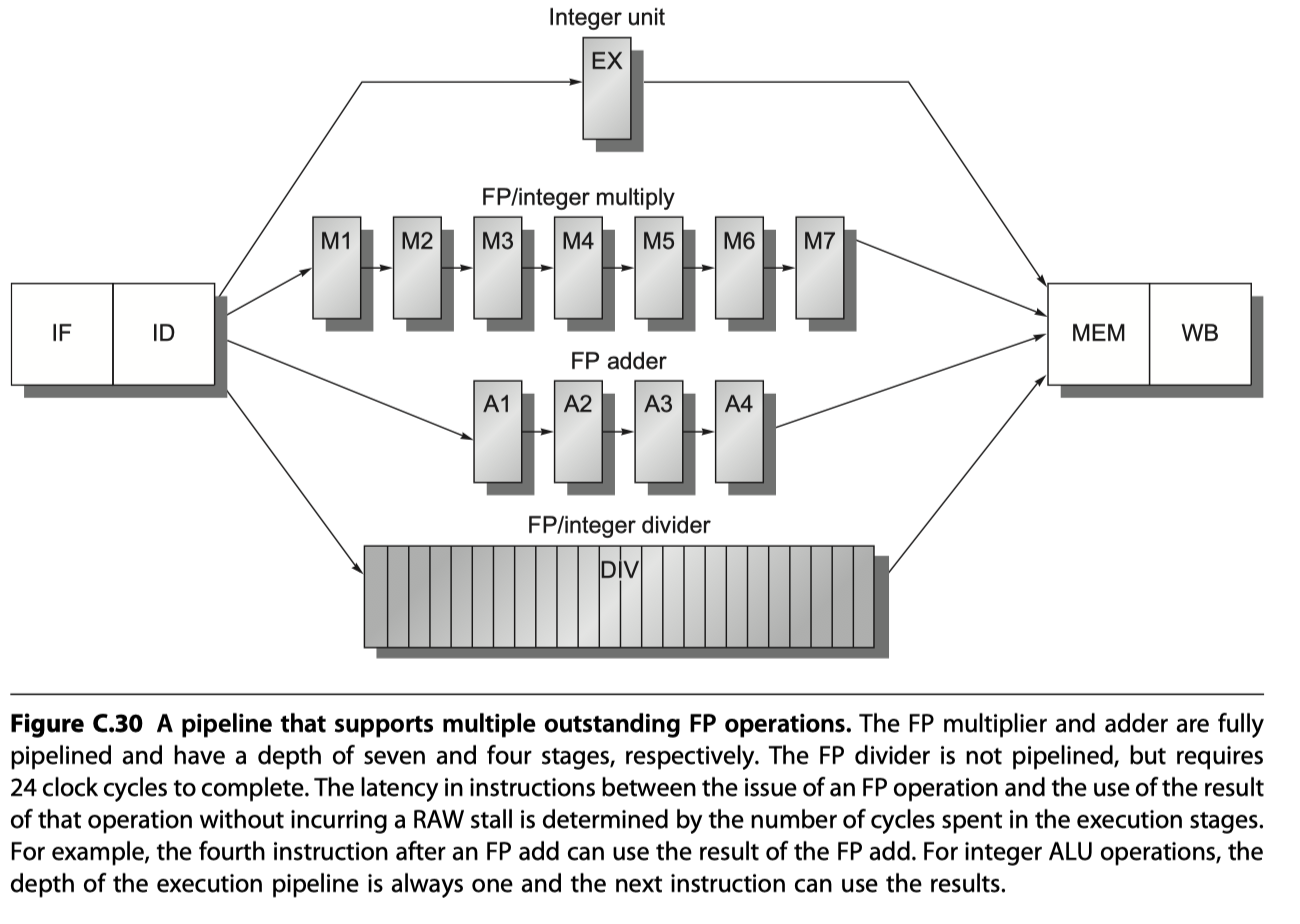 Integer unit
EX
FP/integer multiply
M1 M2 M3 M4 M5 M6 M7
IF ID
MEM WB
FP adder
A1 A2 A3 A4
FP/integer divider
DIV
Figure C.30 A pipeline that supports multiple outstanding FP operations. The FP multiplier and adder are fully
pipelined and have a depth of seven and four stages, respectively. The FP divider is not pipelined, but requires
24 clock cycles to complete. The latency in instructions between the issue of an FP operation and the use of the result
of that operation without incurring a RAW stall is determined by the number of cycles spent in the execution stages.
For example, the fourth instruction after an FP add can use the result of the FP add. For integer ALU operations, the
depth of the execution pipeline is always one and the next instruction can use the results.